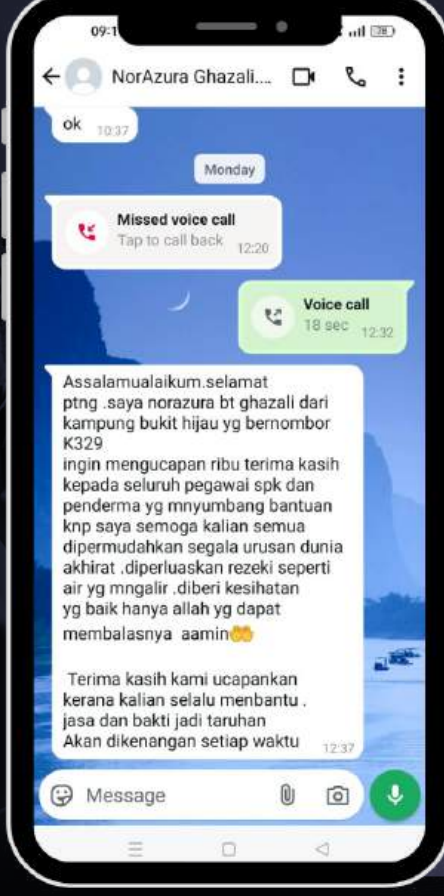 09:1
NorAzura Ghazali....
ok 10:37
Monday
Missed voice call
Tap to call back 12:20
Voice call
18 sec 12:32
Assalamualaikum.selamat
ptng .saya norazura bt ghazali dari
kampung bukit hijau yg bernombor
K329
ingin mengucapan ribu terima kasih
kepada seluruh pegawai spk dan
penderma yg mnyumbang bantuan
knp saya semoga kalian semua
dipermudahkan segala urusan dunia
akhirat .diperluaskan rezeki seperti
air yg mngalir .diberi kesihatan
yg baik hanya allah yg dapat
membalasnya aamin🤲
Terima kasih kami ucapankan
kerana kalian selalu menbantu .
jasa dan bakti jadi taruhan
Akan dikenangan setiap waktu 12:37
Message